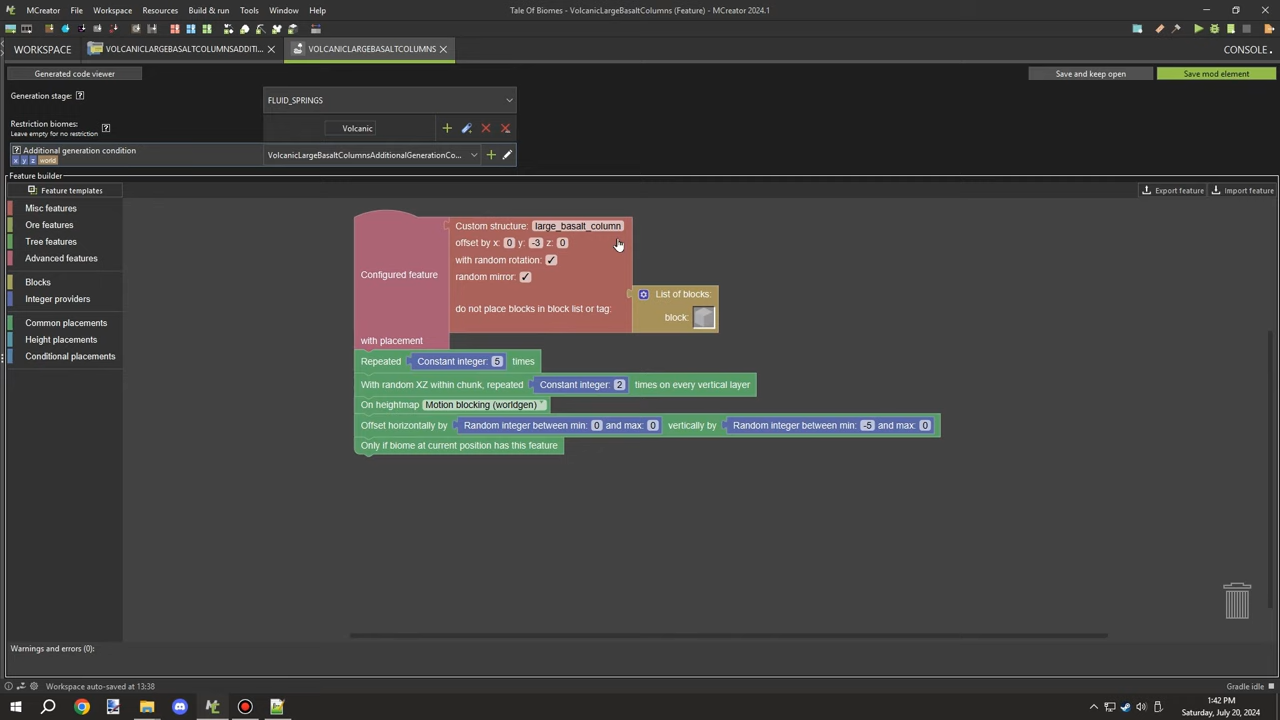 MCreator File Edit Workspace Resources Build & run Tools Window Help
Tale Of Biomes - VolcanicLargeBasaltColumns (Feature) - MCreator 2024.1
WORKSPACE VOLCANICLARGEBASALTCOLUMNSADDITI... VOLCANICLARGEBASALTCOLUMNS CONSOLE
Generated code viewer Save and keep open Save mod element
Generation stage: ? FLUID_SPRINGS
Restriction biomes:
Leave empty for no restriction ? Volcanic
? Additional generation condition
x y z world VolcanicLargeBasaltColumnsAdditionalGenerationCo...
Feature builder
Feature templates Export feature Import feature
Misc features
Ore features
Tree features
Advanced features
Blocks
Integer providers
Common placements
Height placements
Conditional placements
Custom structure: large_basalt_column
offset by x: 0 y: -3 z: 0
with random rotation: ✓
Configured feature
random mirror: ✓
List of blocks:
do not place blocks in block list or tag:
block:
with placement
Repeated Constant integer: 5 times
With random XZ within chunk, repeated Constant integer: 2 times on every vertical layer
On heightmap Motion blocking (worldgen)
Offset horizontally by Random integer between min: 0 and max: 0 vertically by Random integer between min: -5 and max: 0
Only if biome at current position has this feature
Warnings and errors (0):
Workspace auto-saved at 13:38 Gradle idle
1:42 PM
Saturday, July 20, 2024